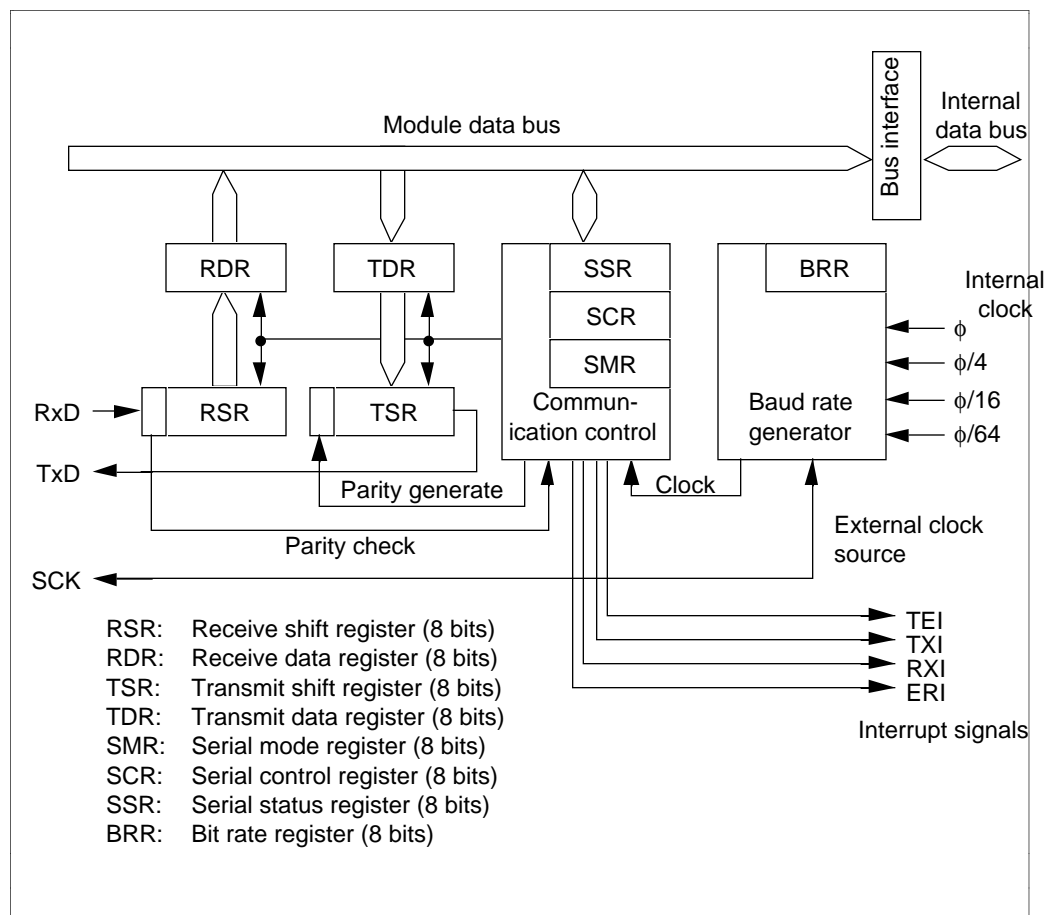 Module data bus
Bus interface
Internal
data bus
RDR
TDR
SSR
SCR
SMR
BRR
Internal
clock
ϕ
ϕ/4
ϕ/16
ϕ/64
RxD
RSR
TSR
Commun-
ication control
Baud rate
generator
TxD
Parity generate
Clock
Parity check
External clock
source
SCK
TEI
TXI
RXI
ERI
Interrupt signals
RSR: Receive shift register (8 bits)
RDR: Receive data register (8 bits)
TSR: Transmit shift register (8 bits)
TDR: Transmit data register (8 bits)
SMR: Serial mode register (8 bits)
SCR: Serial control register (8 bits)
SSR: Serial status register (8 bits)
BRR: Bit rate register (8 bits)